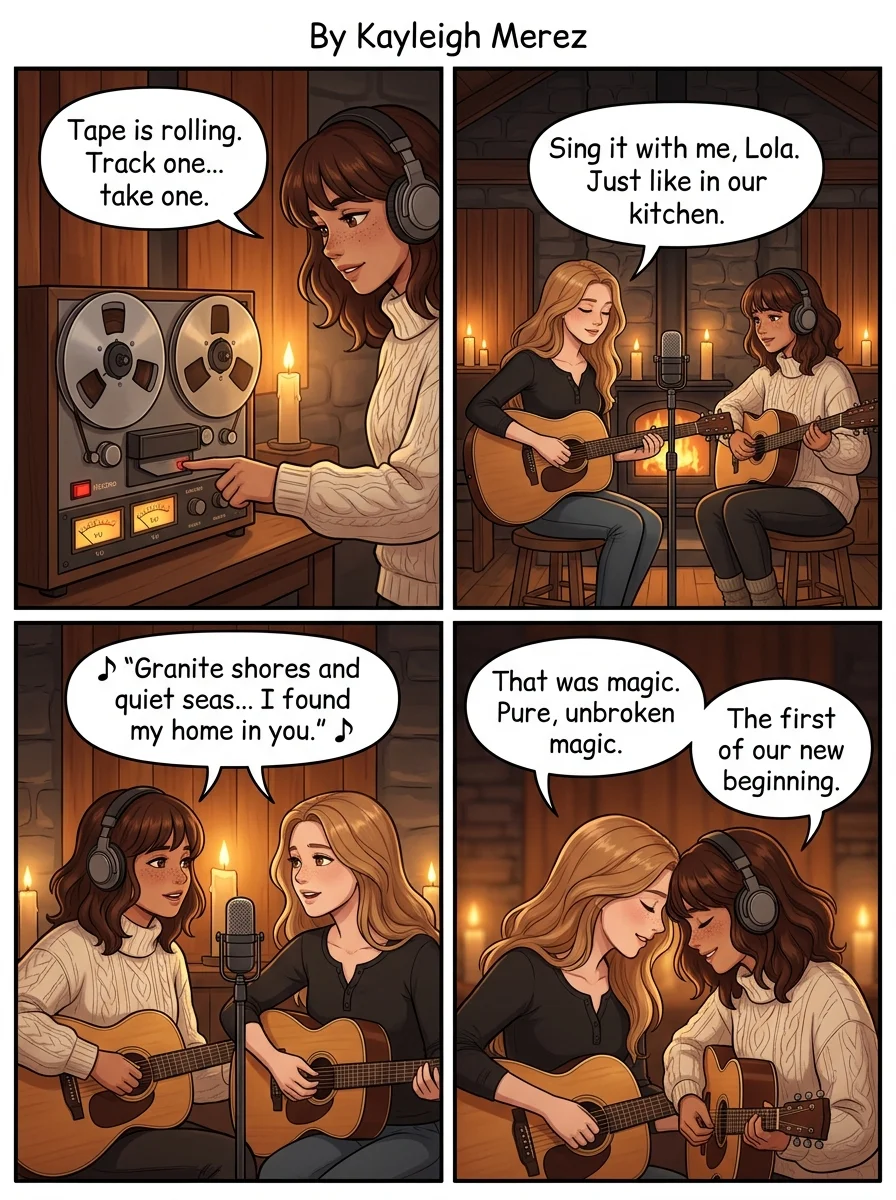 By Kayleigh Merez
Tape is rolling.
Track one...
take one.
Sing it with me, Lola.
Just like in our
kitchen.
♪ “Granite shores and
quiet seas... I found
my home in you.” ♪
That was magic.
Pure, unbroken
magic.
The first
of our new
beginning.